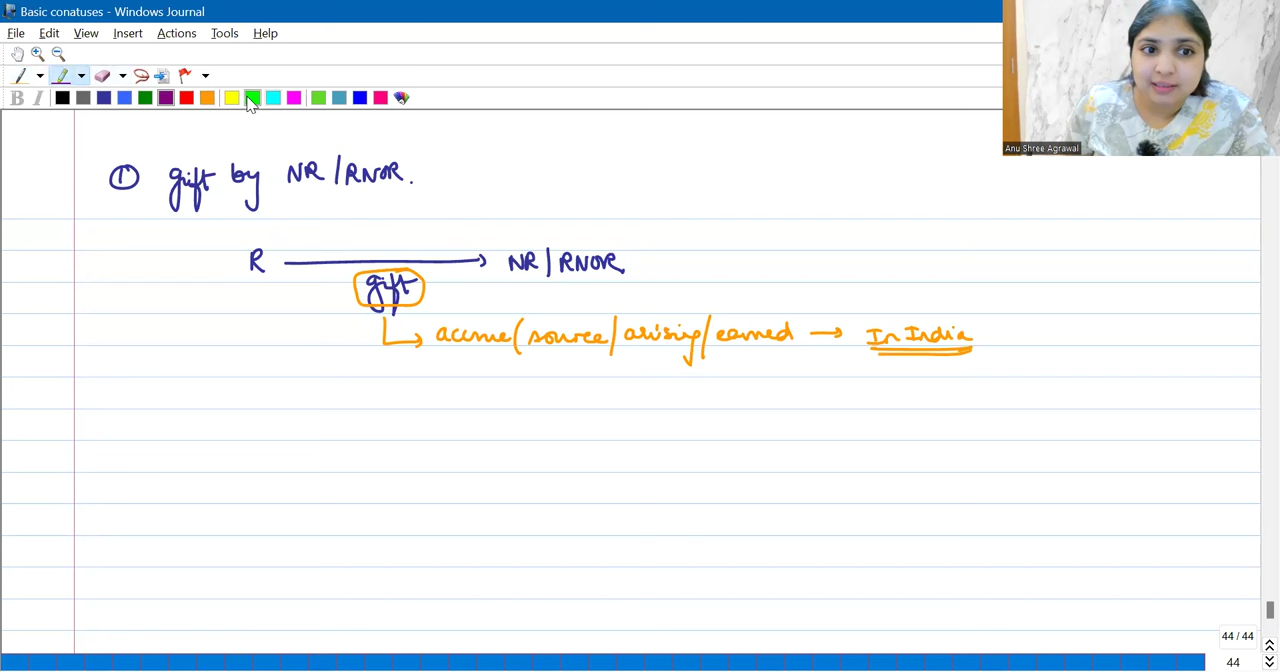 Basic conatuses - Windows Journal
File Edit View Insert Actions Tools Help
B I
Anu Shree Agrawal
① gift by NR/RNOR.
R → NR/RNOR
gift
↳ accrue (source/arising/earned → In India
44 / 44
44